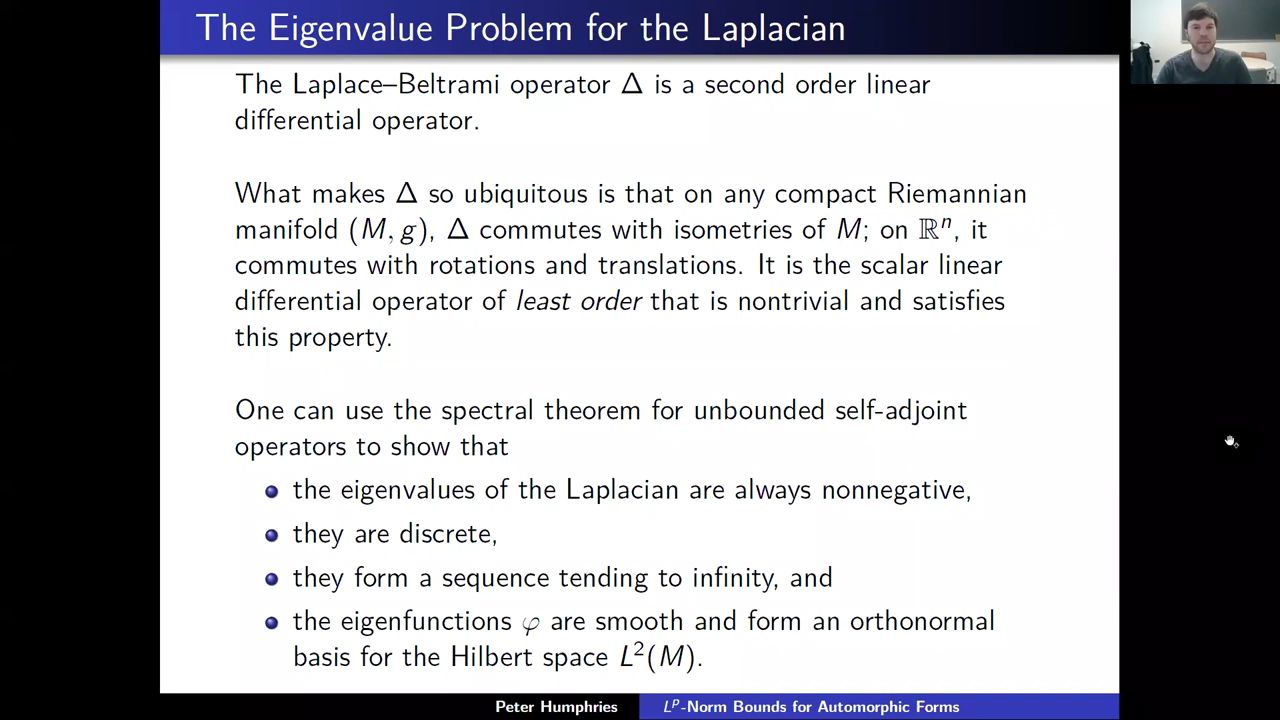 The Eigenvalue Problem for the Laplacian
The Laplace–Beltrami operator Δ is a second order linear
differential operator.
What makes Δ so ubiquitous is that on any compact Riemannian
manifold (M, g), Δ commutes with isometries of M; on ℝⁿ, it
commutes with rotations and translations. It is the scalar linear
differential operator of least order that is nontrivial and satisfies
this property.
One can use the spectral theorem for unbounded self-adjoint
operators to show that
the eigenvalues of the Laplacian are always nonnegative,
they are discrete,
they form a sequence tending to infinity, and
the eigenfunctions φ are smooth and form an orthonormal
basis for the Hilbert space L²(M).
Peter Humphries
Lᵖ-Norm Bounds for Automorphic Forms